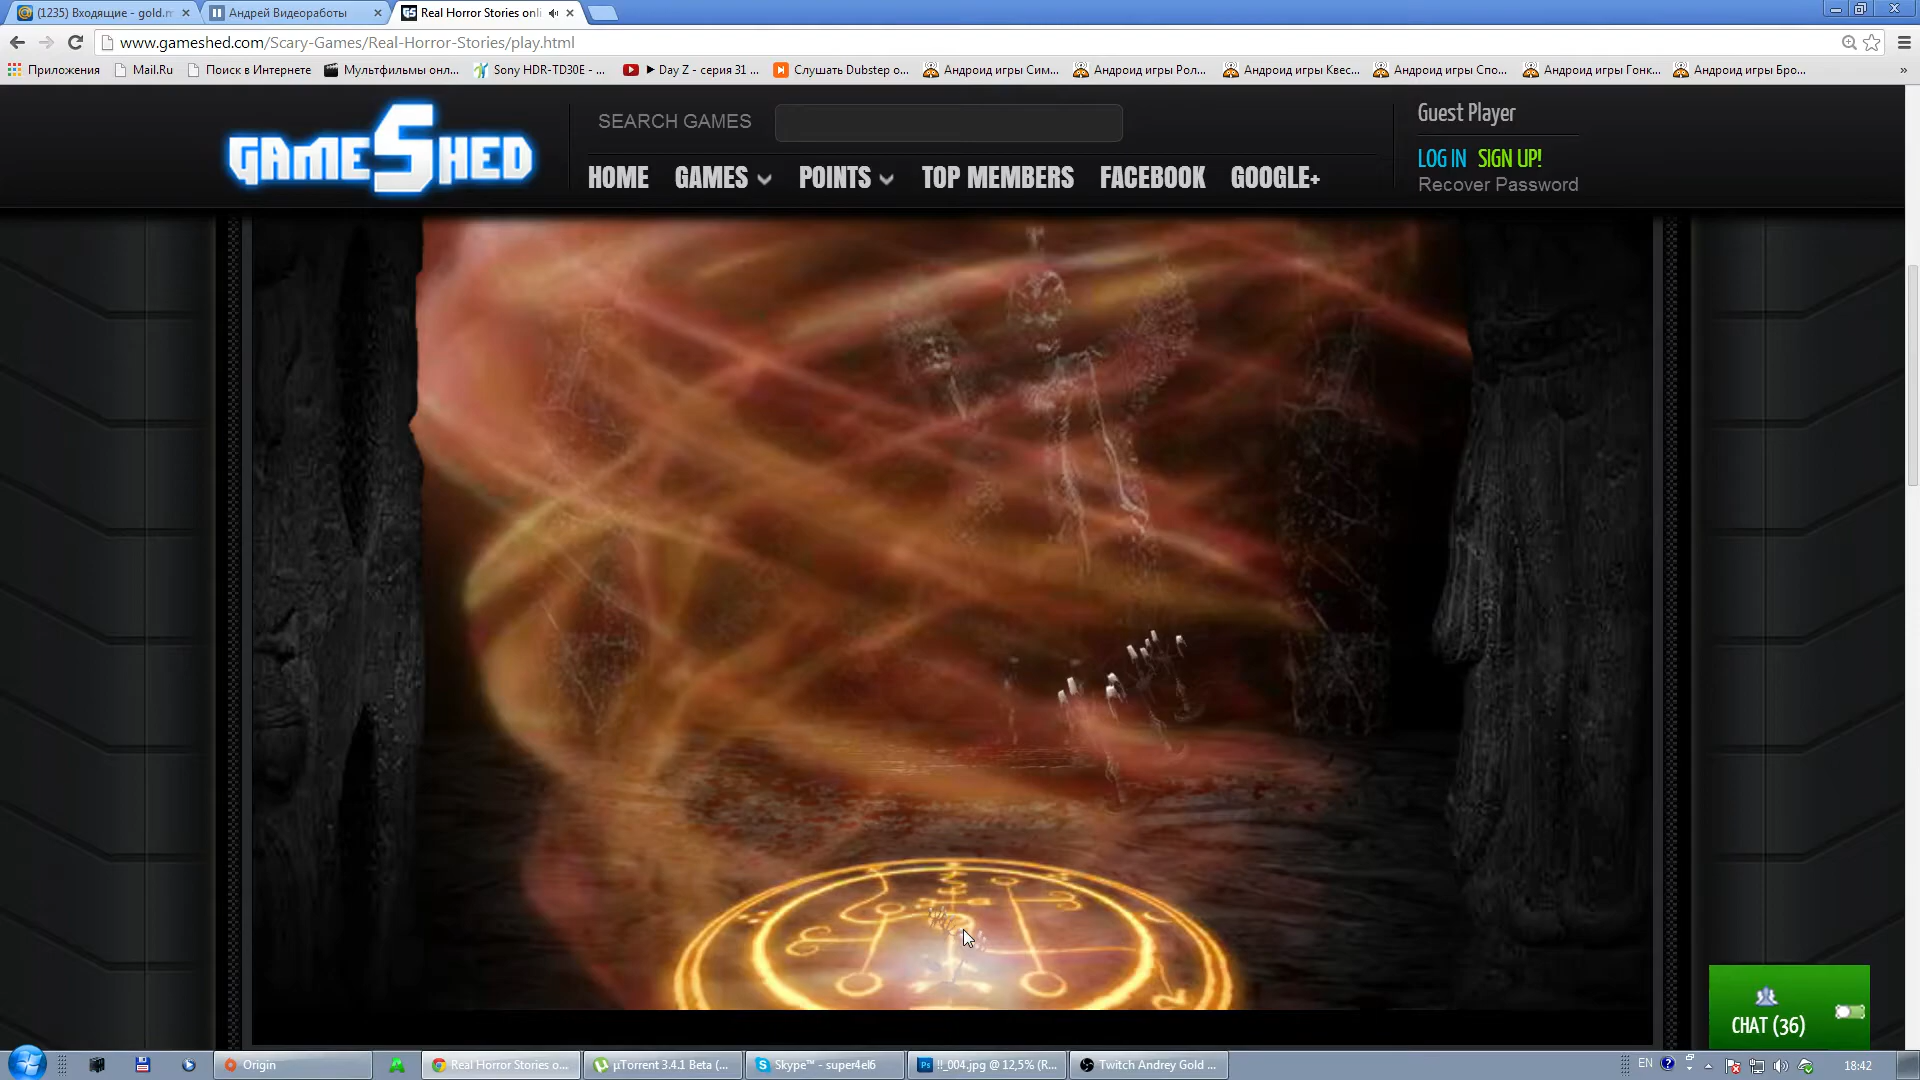 (1235) Входящие - gold.m
Андрей Видеоработы
Real Horror Stories onli
www.gameshed.com/Scary-Games/Real-Horror-Stories/play.html
Приложения
Mail.Ru
Поиск в Интернете
Мультфильмы онл...
Sony HDR-TD30E - ...
Day Z - серия 31 ...
Слушать Dubstep о...
Андроид игры Сим...
Андроид игры Рол...
Андроид игры Квес...
Андроид игры Спо...
Андроид игры Гонк...
Андроид игры Бро...
»
GAMESHED
SEARCH GAMES
Guest Player
LOG IN SIGN UP!
Recover Password
HOME GAMES POINTS TOP MEMBERS FACEBOOK GOOGLE+
CHAT (36)
Origin
Real Horror Stories o...
µTorrent 3.4.1 Beta (...
Skype™ - super4el6
!!_004.jpg @ 12,5% (R...
Twitch Andrey Gold ...
EN
18:42